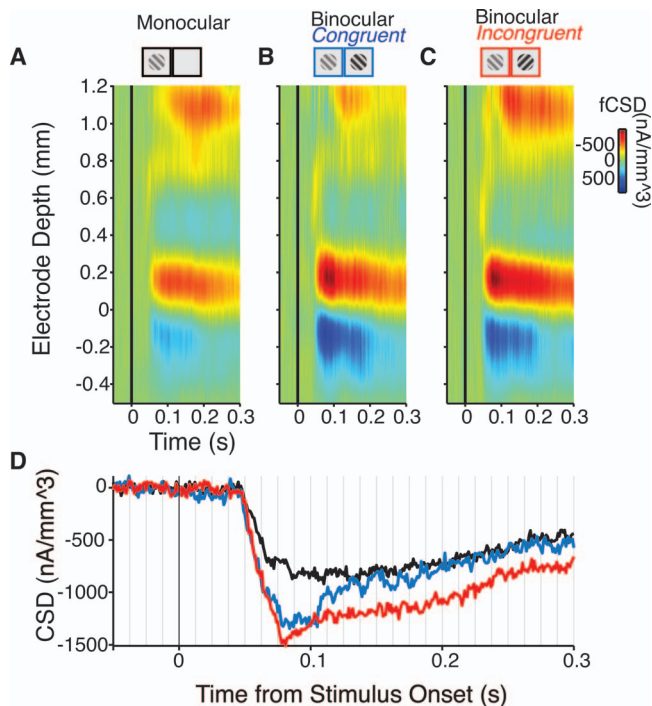 Monocular
Binocular
Congruent
Binocular
Incongruent
A
B
C
Electrode Depth (mm)
1.2
1.0
0.8
0.6
0.4
0.2
0
-0.2
-0.4
0 0.1 0.2 0.3
0 0.1 0.2 0.3
0 0.1 0.2 0.3
Time (s)
fCSD
(nA/mm^3)
-500
0
500
D
CSD (nA/mm^3)
0
-500
-1000
-1500
0 0.1 0.2 0.3
Time from Stimulus Onset (s)